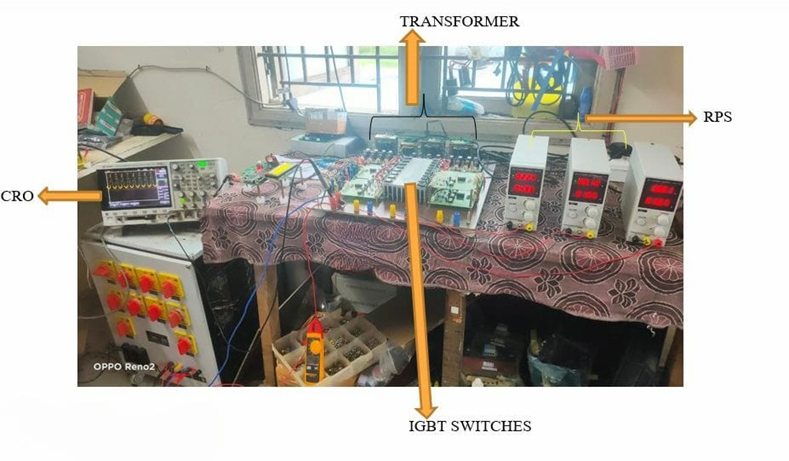 TRANSFORMER
RPS
CRO
OPPO Reno2
IGBT SWITCHES